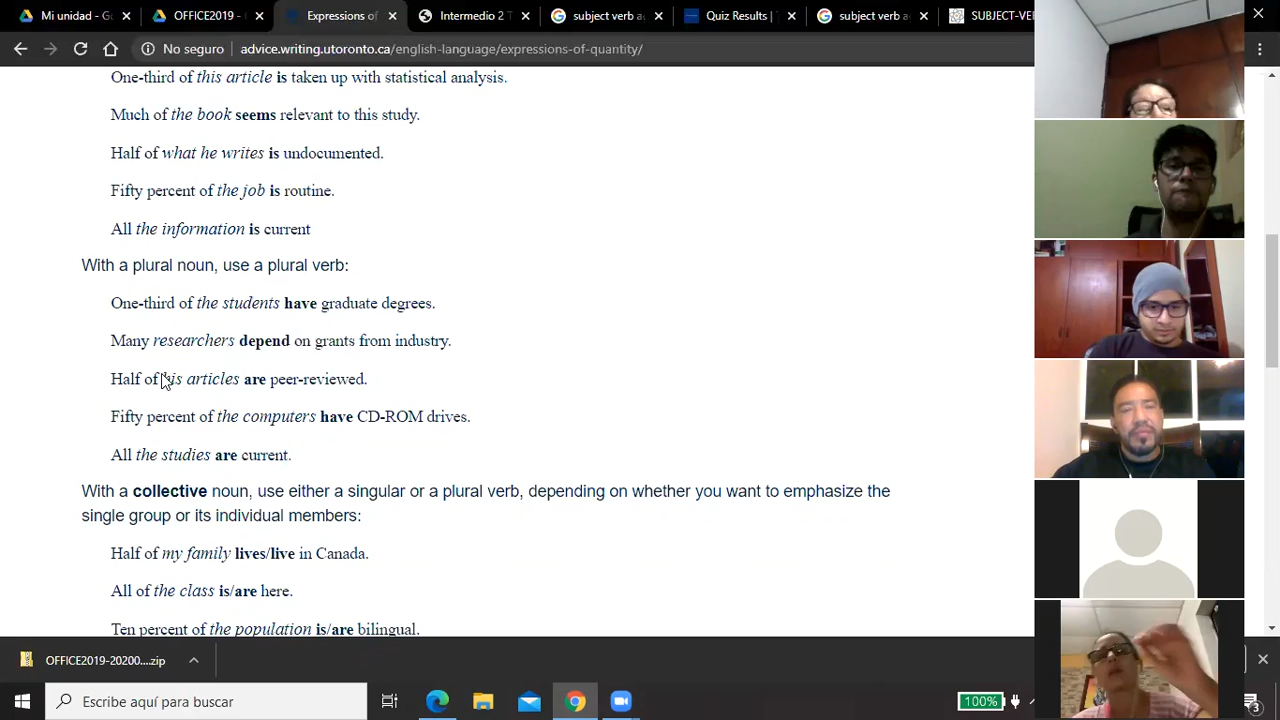 Mi unidad - G
OFFICE2019 -
Expressions of
Intermedio 2 T
subject verb a
Quiz Results |
subject verb a
SUBJECT-VE
No seguro
advice.writing.utoronto.ca/english-language/expressions-of-quantity/
One-third of this article is taken up with statistical analysis.
Much of the book seems relevant to this study.
Half of what he writes is undocumented.
Fifty percent of the job is routine.
All the information is current
With a plural noun, use a plural verb:
One-third of the students have graduate degrees.
Many researchers depend on grants from industry.
Half of his articles are peer-reviewed.
Fifty percent of the computers have CD-ROM drives.
All the studies are current.
With a collective noun, use either a singular or a plural verb, depending on whether you want to emphasize the
single group or its individual members:
Half of my family lives/live in Canada.
All of the class is/are here.
Ten percent of the population is/are bilingual.
OFFICE2019-20200....zip
Escribe aquí para buscar
100%
3